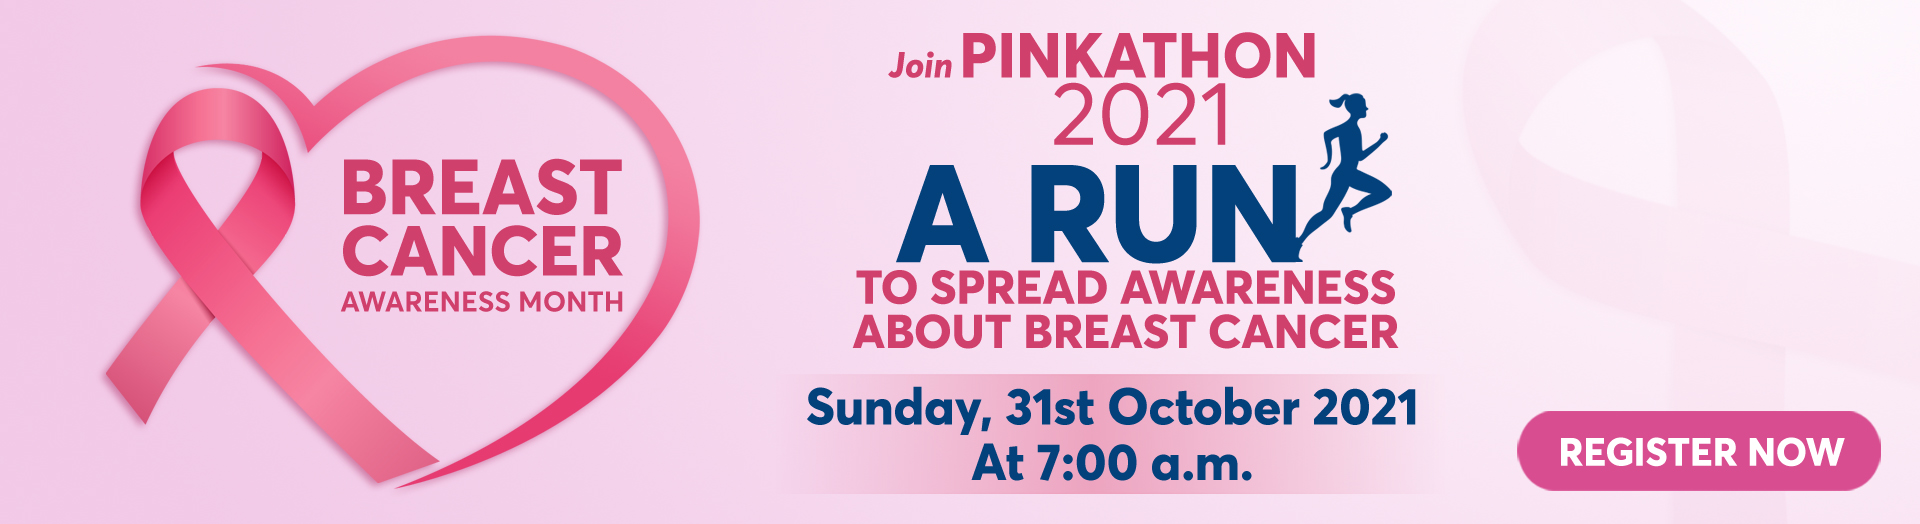 BREAST
CANCER
AWARENESS MONTH
Join PINKATHON
2021
A RUN
TO SPREAD AWARENESS
ABOUT BREAST CANCER
Sunday, 31st October 2021
At 7:00 a.m.
REGISTER NOW